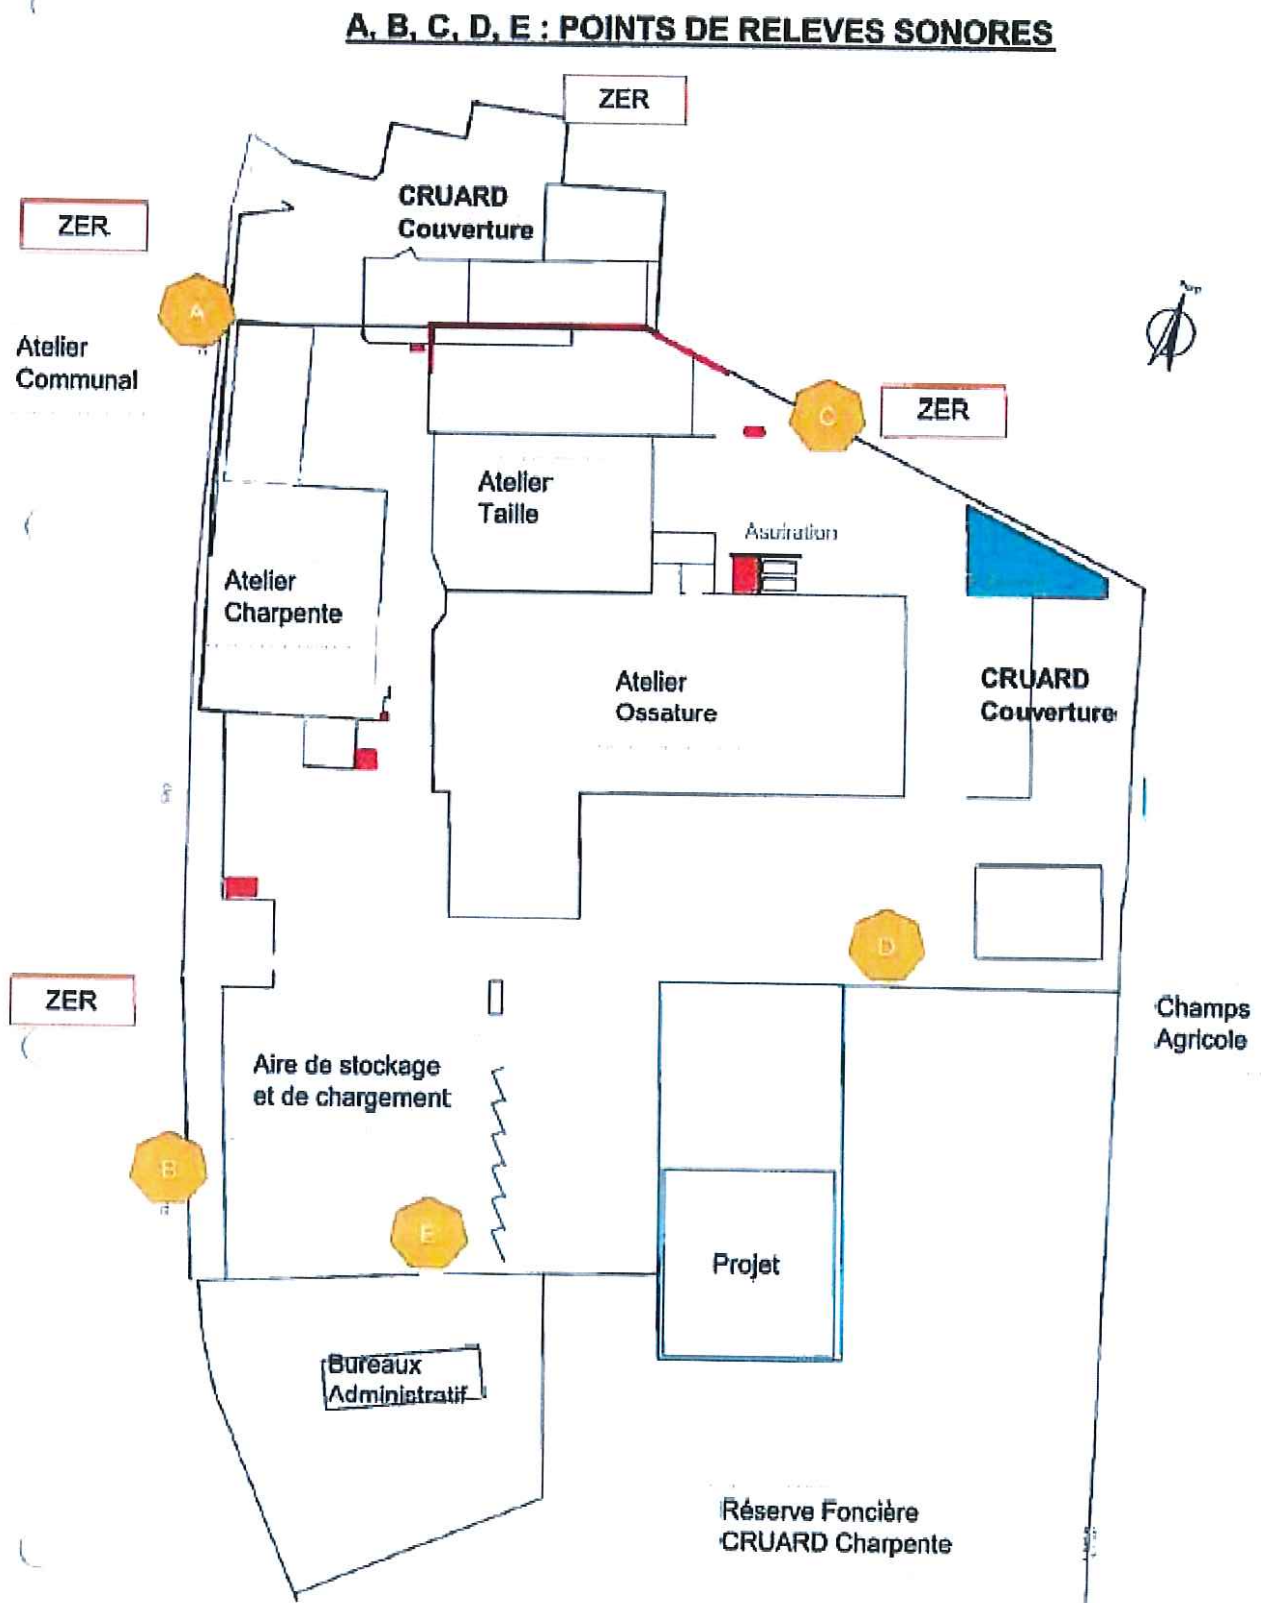 A, B, C, D, E : POINTS DE RELEVES SONORES
ZER
CRUARD
Couverture
ZER
A
Atelier
Communal
C
ZER
Atelier
Taille
Atelier
Charpente
Atelier
Ossature
CRUARD
Couverture
D
ZER
Champs
Agricole
Aire de stockage
et de chargement
B
E
Projet
Bureaux
Administratif
Réserve Foncière
CRUARD Charpente